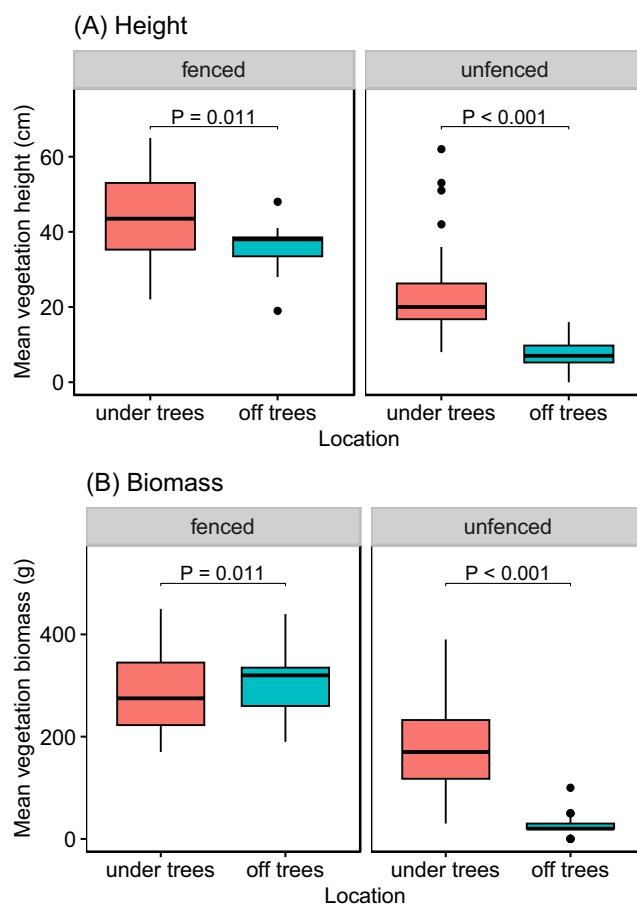 (A) Height
fenced
unfenced
P = 0.011
P < 0.001
Mean vegetation height (cm)
60
40
20
0
under trees
off trees
under trees
off trees
Location
(B) Biomass
fenced
unfenced
P = 0.011
P < 0.001
Mean vegetation biomass (g)
400
200
0
under trees
off trees
under trees
off trees
Location